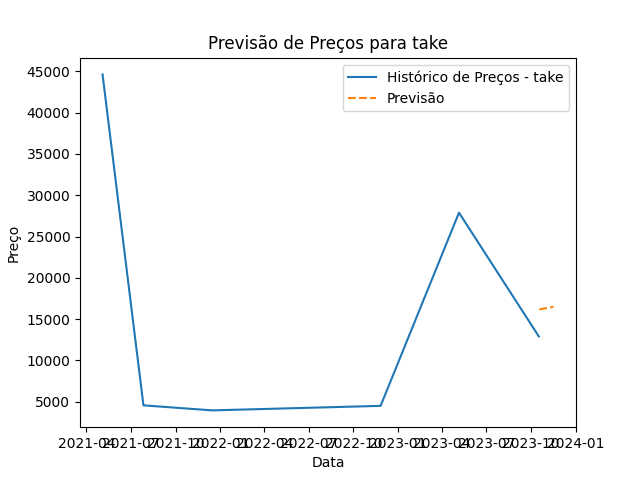 Previsão de Preços para take
Histórico de Preços - take
Previsão
45000
40000
35000
30000
25000
20000
15000
10000
5000
Preço
2021-04 2021-07 2021-10 2022-01 2022-04 2022-07 2022-10 2023-01 2023-04 2023-07 2023-10 2024-01
Data